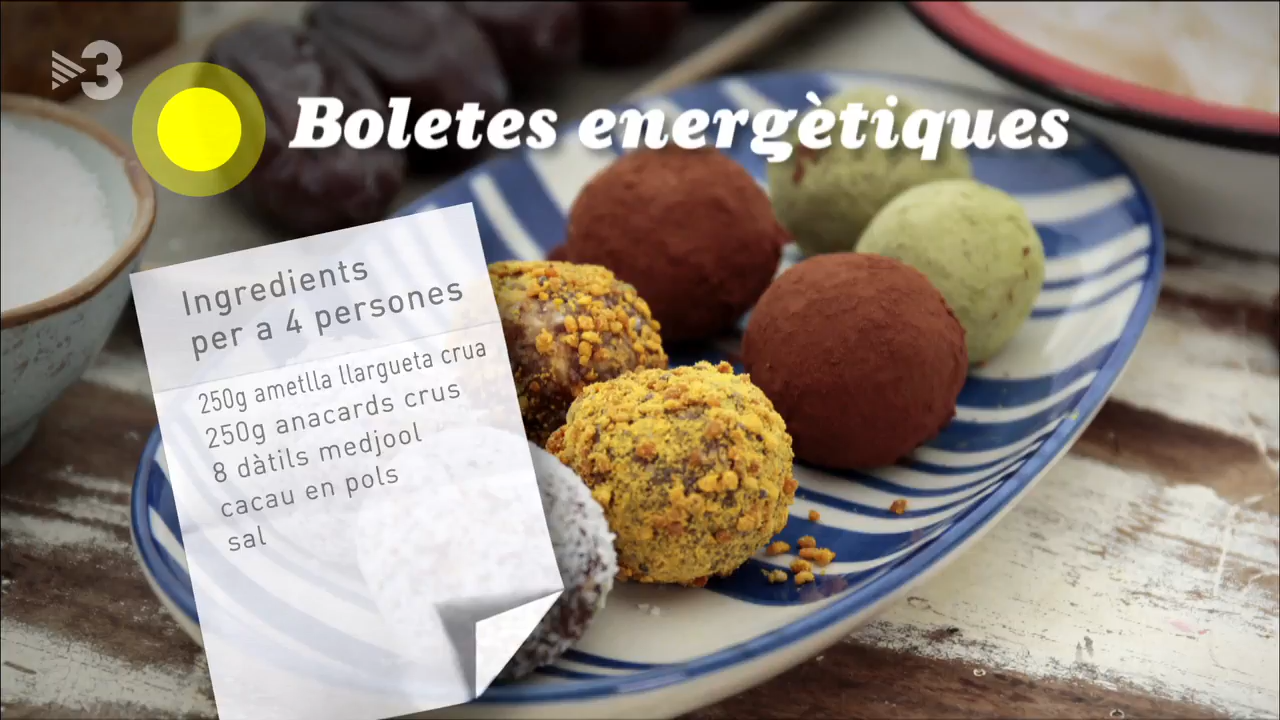 3
Boletes energètiques
Ingredients
per a 4 persones
250g ametlla llargueta crua
250g anacards crus
8 dàtils medjool
cacau en pols
sal